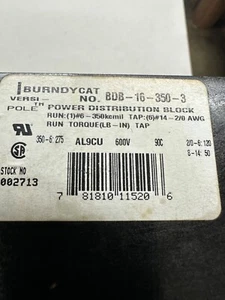 BURNDY CAT
NO. BDB-16-350-3
VERSI-
POLE™ POWER DISTRIBUTION BLOCK
RUN:(1)#6-350kcmil TAP:(6)#14-2/0 AWG
RUN TORQUE(LB-IN) TAP
350-6: 275 AL9CU 600V 90C 2/0-6:120
8-14: 50
STOCK NO
002713
7 81810 11520 6